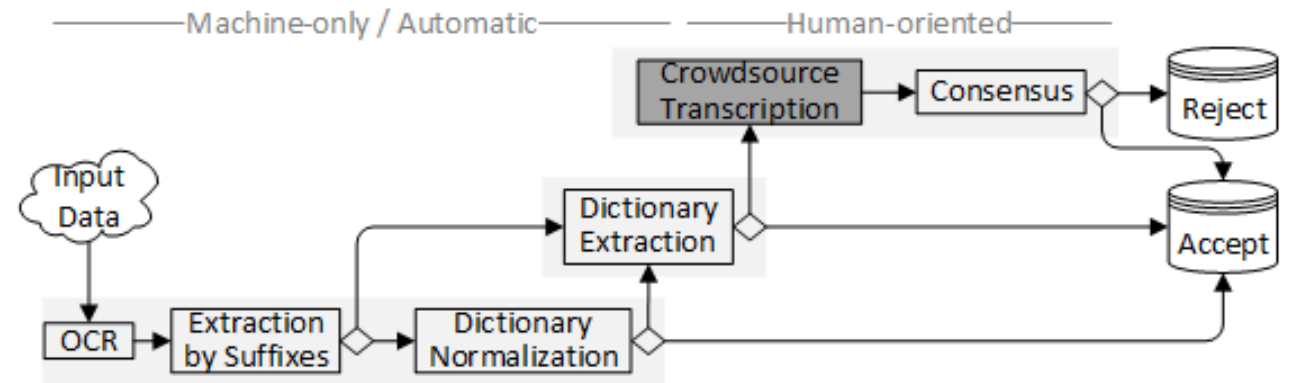 Machine-only / Automatic
Human-oriented
Crowdsource
Transcription
Consensus
Reject
Input
Data
Dictionary
Extraction
Accept
OCR
Extraction
by Suffixes
Dictionary
Normalization